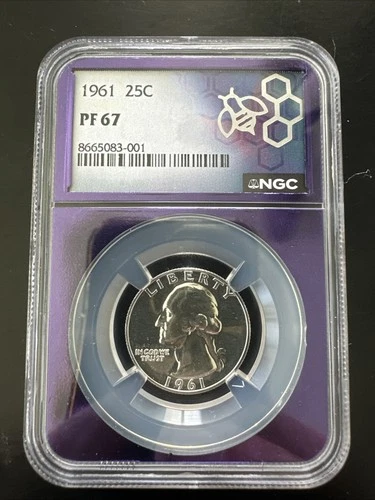 1961 25C
PF 67
8665083-001
NGC
LIBERTY
IN GOD WE
TRUST
1961